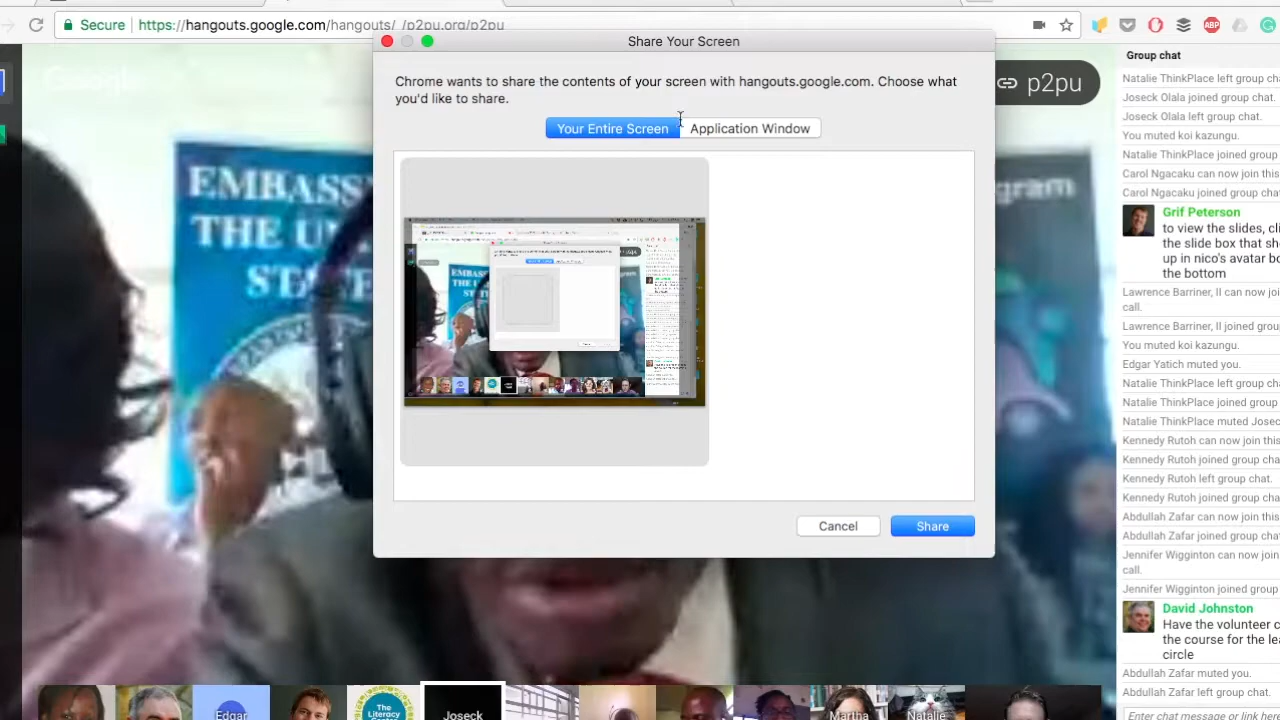 Secure
https://hangouts.google.com/hangouts/_/p2pu.org/p2pu
ABP
Share Your Screen
Chrome wants to share the contents of your screen with hangouts.google.com. Choose what
you'd like to share.
Your Entire Screen
Application Window
Cancel
Share
Google
p2pu
EMBASS
THE UN
STA
gram
Group chat
Natalie ThinkPlace left group cha
Joseck Olala joined group chat.
Joseck Olala left group chat.
You muted koi kazungu.
Natalie ThinkPlace joined group
Carol Ngacaku can now join this
Carol Ngacaku joined group chat
Grif Peterson
to view the slides, cli
the slide box that sh
up in nico's avatar bo
the bottom
Lawrence Barriner, II can now joi
call.
Lawrence Barriner, II joined grou
You muted koi kazungu.
Edgar Yatich muted you.
Natalie ThinkPlace left group cha
Natalie ThinkPlace joined group
Natalie ThinkPlace muted Josec
Kennedy Rutoh can now join this
Kennedy Rutoh joined group cha
Kennedy Rutoh left group chat.
Kennedy Rutoh joined group cha
Abdullah Zafar can now join this
Abdullah Zafar joined group chat
Jennifer Wigginton can now join
call.
Jennifer Wigginton joined group
David Johnston
Have the volunteer c
the course for the lea
circle
Abdullah Zafar muted you.
Abdullah Zafar left group chat.
Enter chat message or link h
Edgar
The
Literacy
Joseck
Martha
Natalie